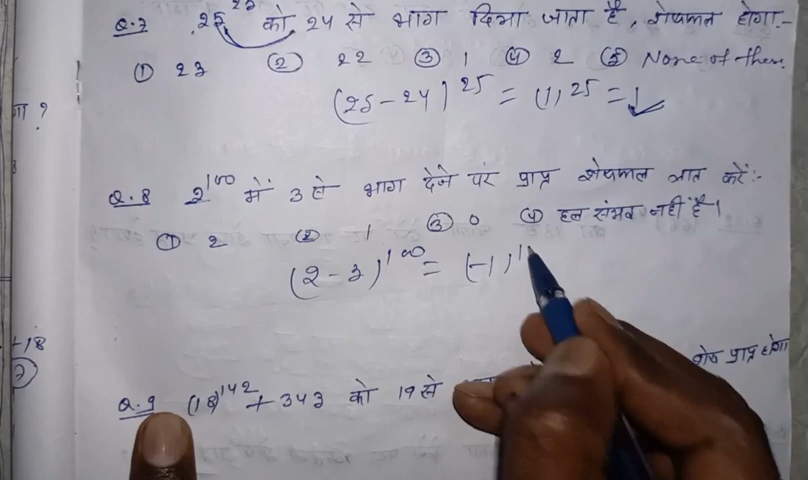 Q.7 25²⁵ को 24 से भाग दिया जाता है, शेषफल होगा:-
① 23 ② 22 ③ 1 ④ 2 ⑤ None of them.
(25-24)²⁵ = (1)²⁵ = 1
Q.8 2¹⁰⁰ में 3 से भाग देने पर प्राप्त शेषफल ज्ञात करें:-
① 2 ② 1 ③ 0 ④ हल संभव नहीं है।
(2-3)¹⁰⁰ = (-1)¹
+18
Q.9 (18)¹⁴² + 343 को 19 से शेष प्राप्त होगा